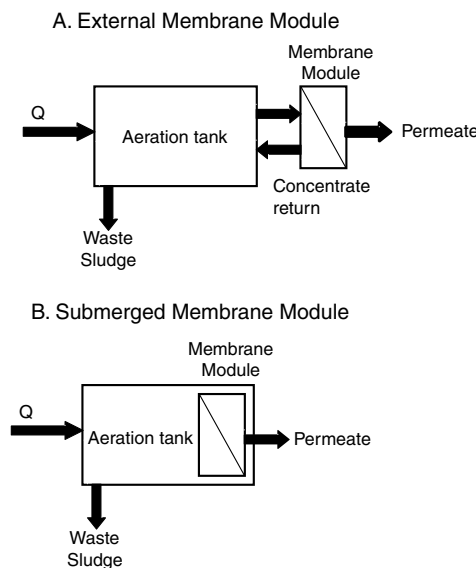 A. External Membrane Module
Membrane
Module
Q
Aeration tank
Permeate
Concentrate
return
Waste
Sludge
B. Submerged Membrane Module
Membrane
Module
Q
Aeration tank
Permeate
Waste
Sludge